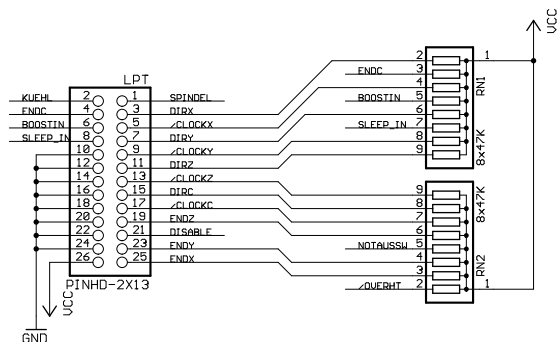 VCC
LPT
KUEHL 2 1 SPINDEL
ENDC 4 3 DIRX
BOOSTIN 6 5 /CLOCKX
SLEEP_IN 8 7 DIRY
10 9 /CLOCKY
12 11 DIRZ
14 13 /CLOCKZ
16 15 DIRC
18 17 /CLOCKC
20 19 ENDZ
22 21 DISABLE
24 23 ENDY
26 25 ENDX
PINHD-2X13
VCC
GND
2 1
ENDC 3
4
BOOSTIN 5
6
SLEEP_IN 7
8
9
RN1
8x47K
9
8
7
6
NOTAUSSW 5
4
3
/OVERHT 2 1
8x47K
RN2